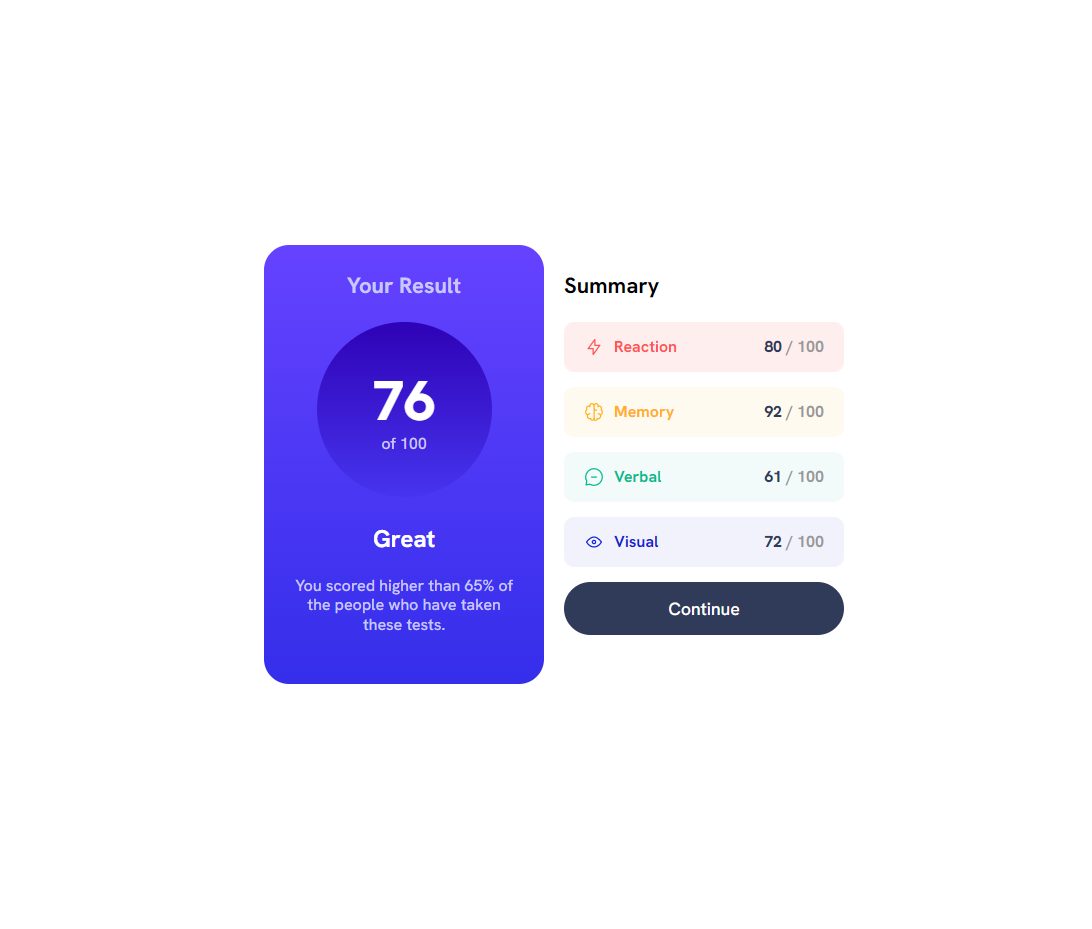 Your Result
76
of 100
Great
You scored higher than 65% of
the people who have taken
these tests.
Summary
Reaction 80 / 100
Memory 92 / 100
Verbal 61 / 100
Visual 72 / 100
Continue